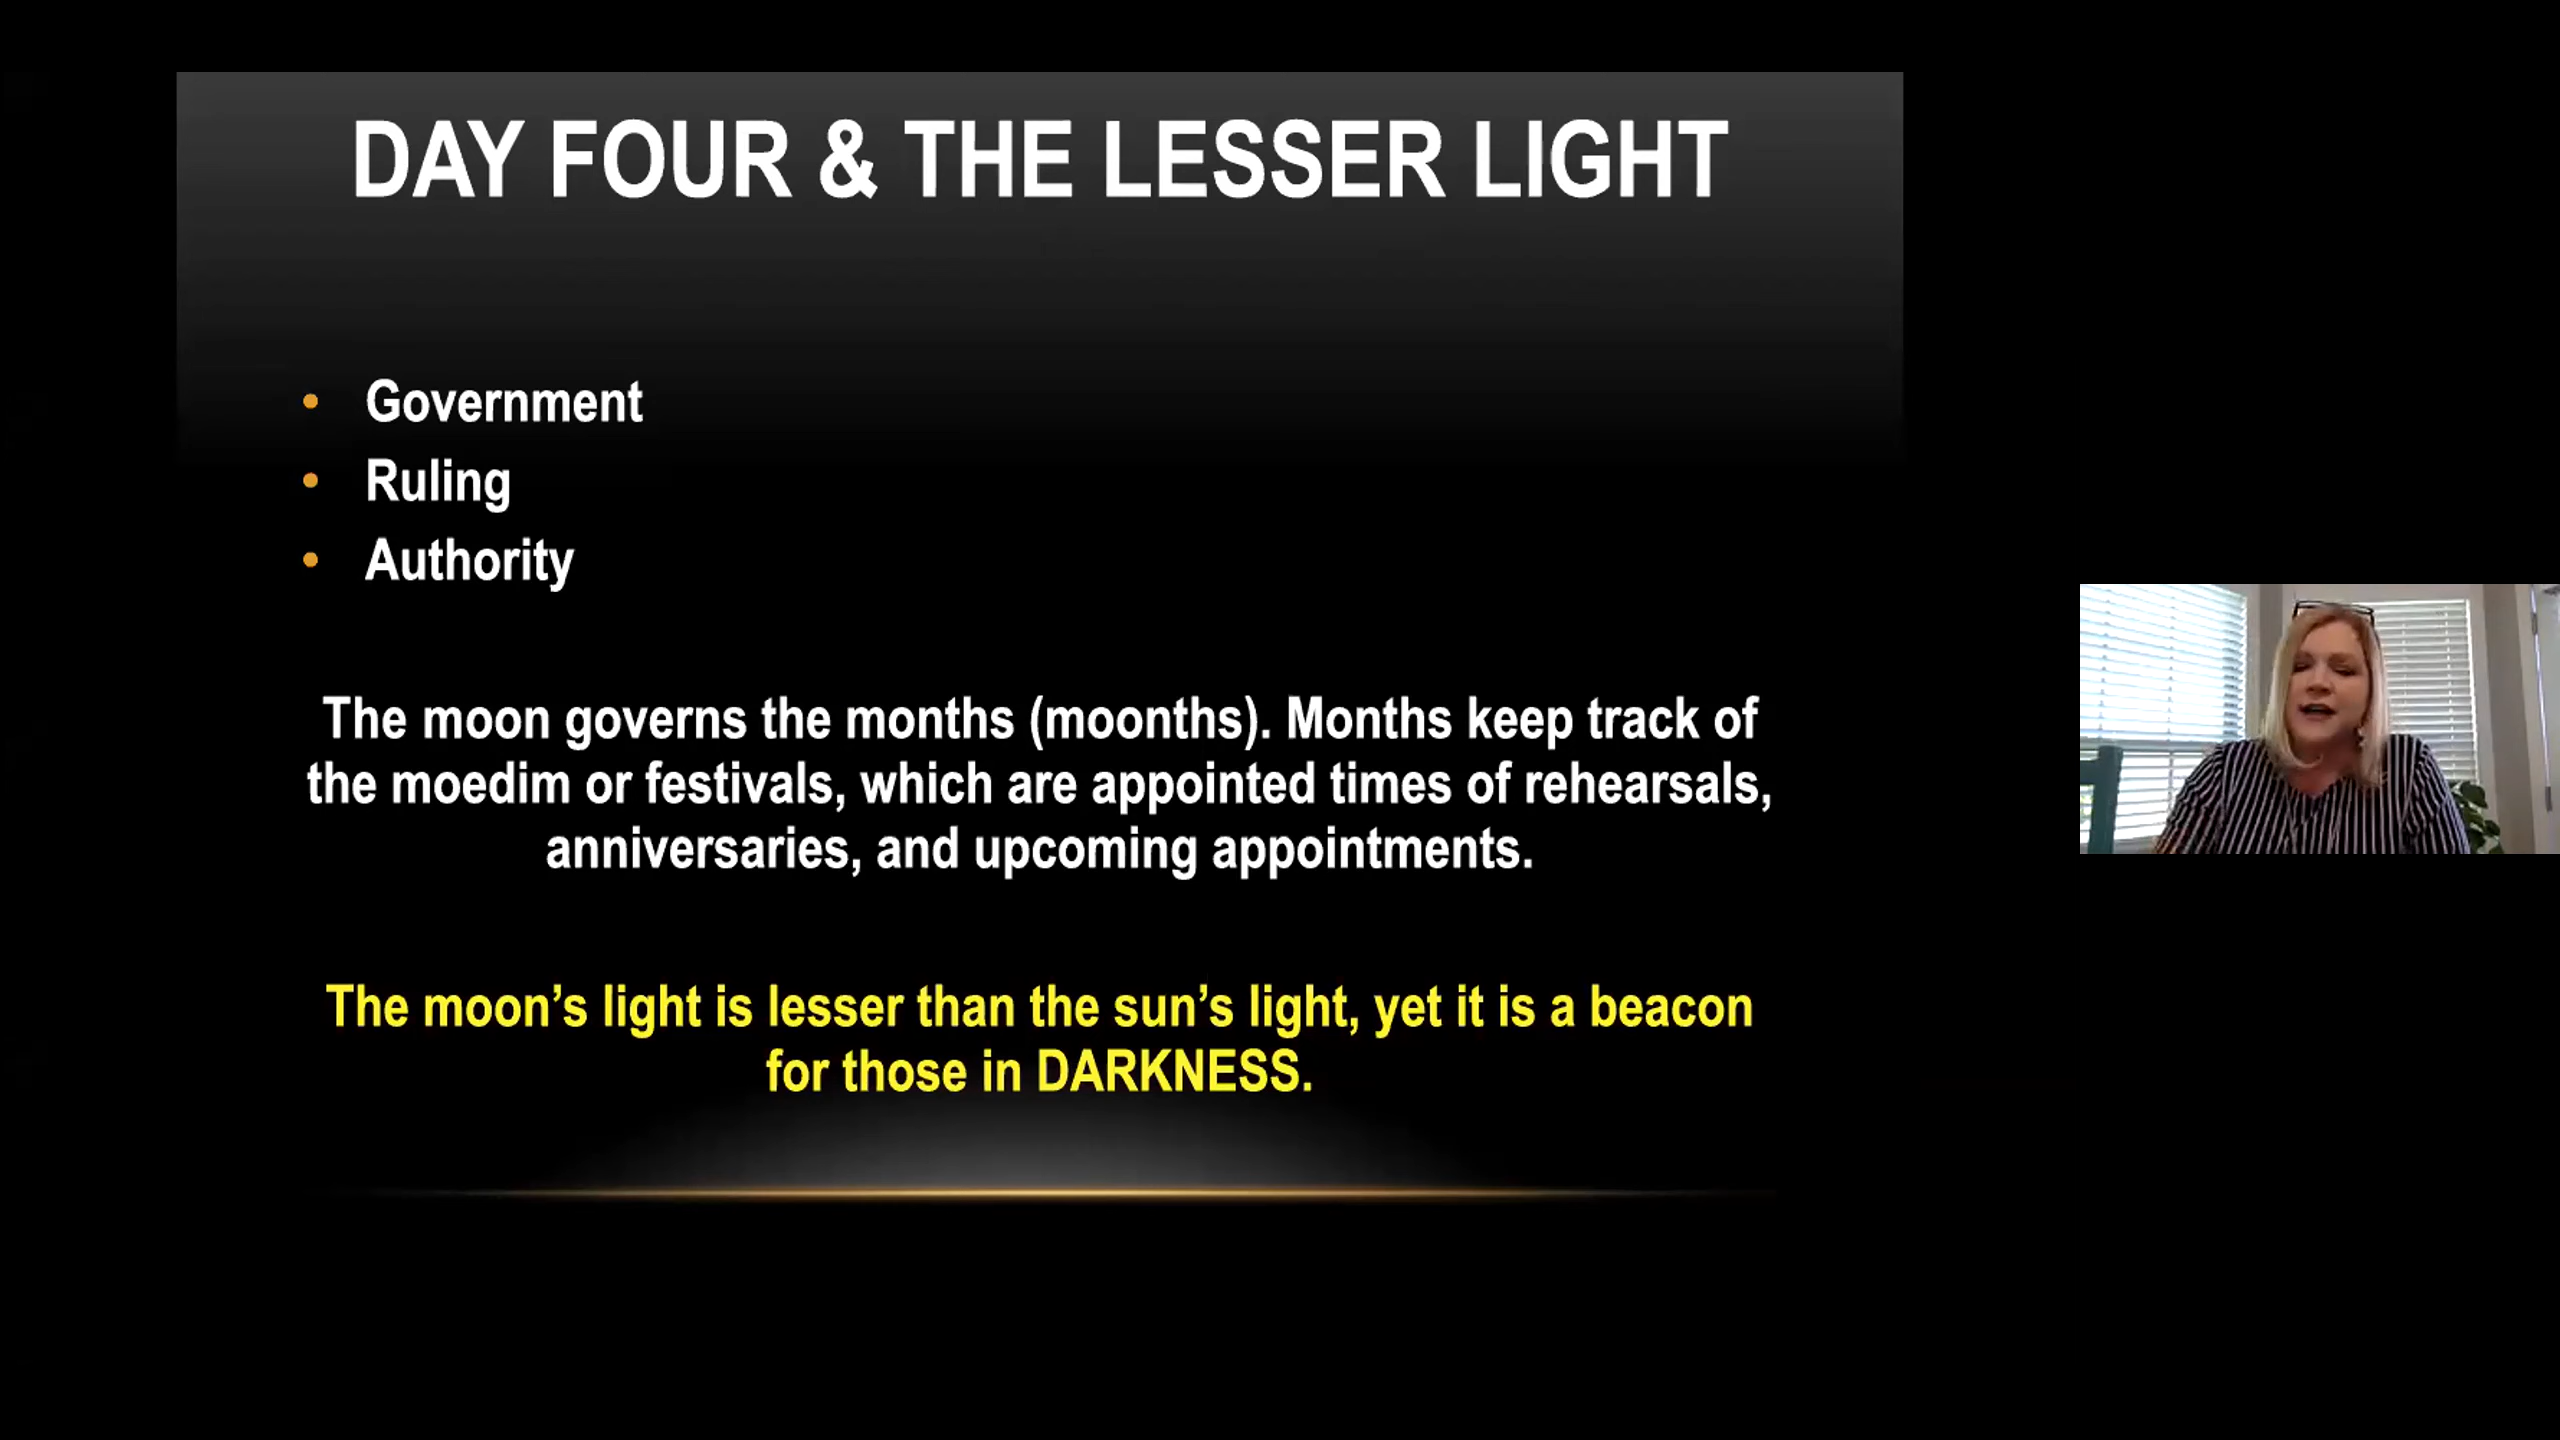 DAY FOUR & THE LESSER LIGHT
• Government
• Ruling
• Authority
The moon governs the months (moonths). Months keep track of
the moedim or festivals, which are appointed times of rehearsals,
anniversaries, and upcoming appointments.
The moon’s light is lesser than the sun’s light, yet it is a beacon
for those in DARKNESS.